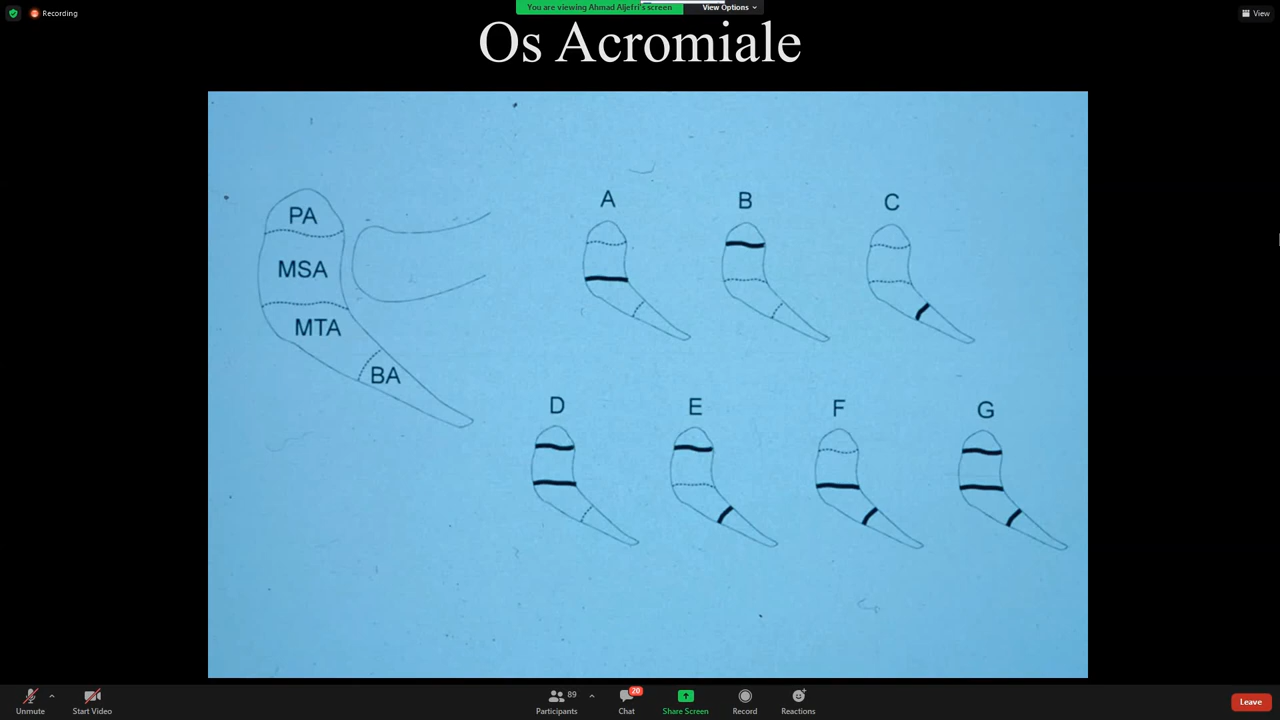 Recording
You are viewing Ahmad Aljefri's screen
View Options
View
Os Acromiale
PA
MSA
MTA
BA
A
B
C
D
E
F
G
Unmute
Start Video
89
Participants
20
Chat
Share Screen
Record
Reactions
Leave